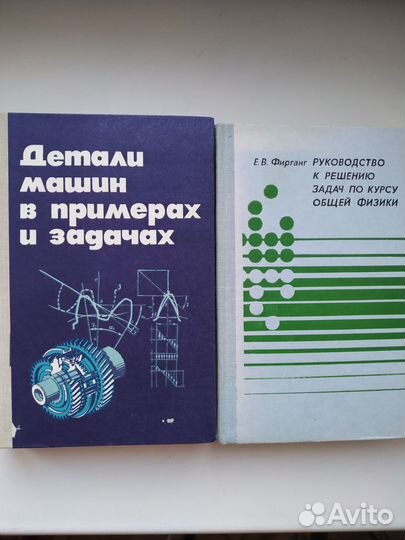 Детали
машин
в примерах
и задачах
Е.В. Фирганг
РУКОВОДСТВО
К РЕШЕНИЮ
ЗАДАЧ ПО КУРСУ
ОБЩЕЙ ФИЗИКИ
Avito